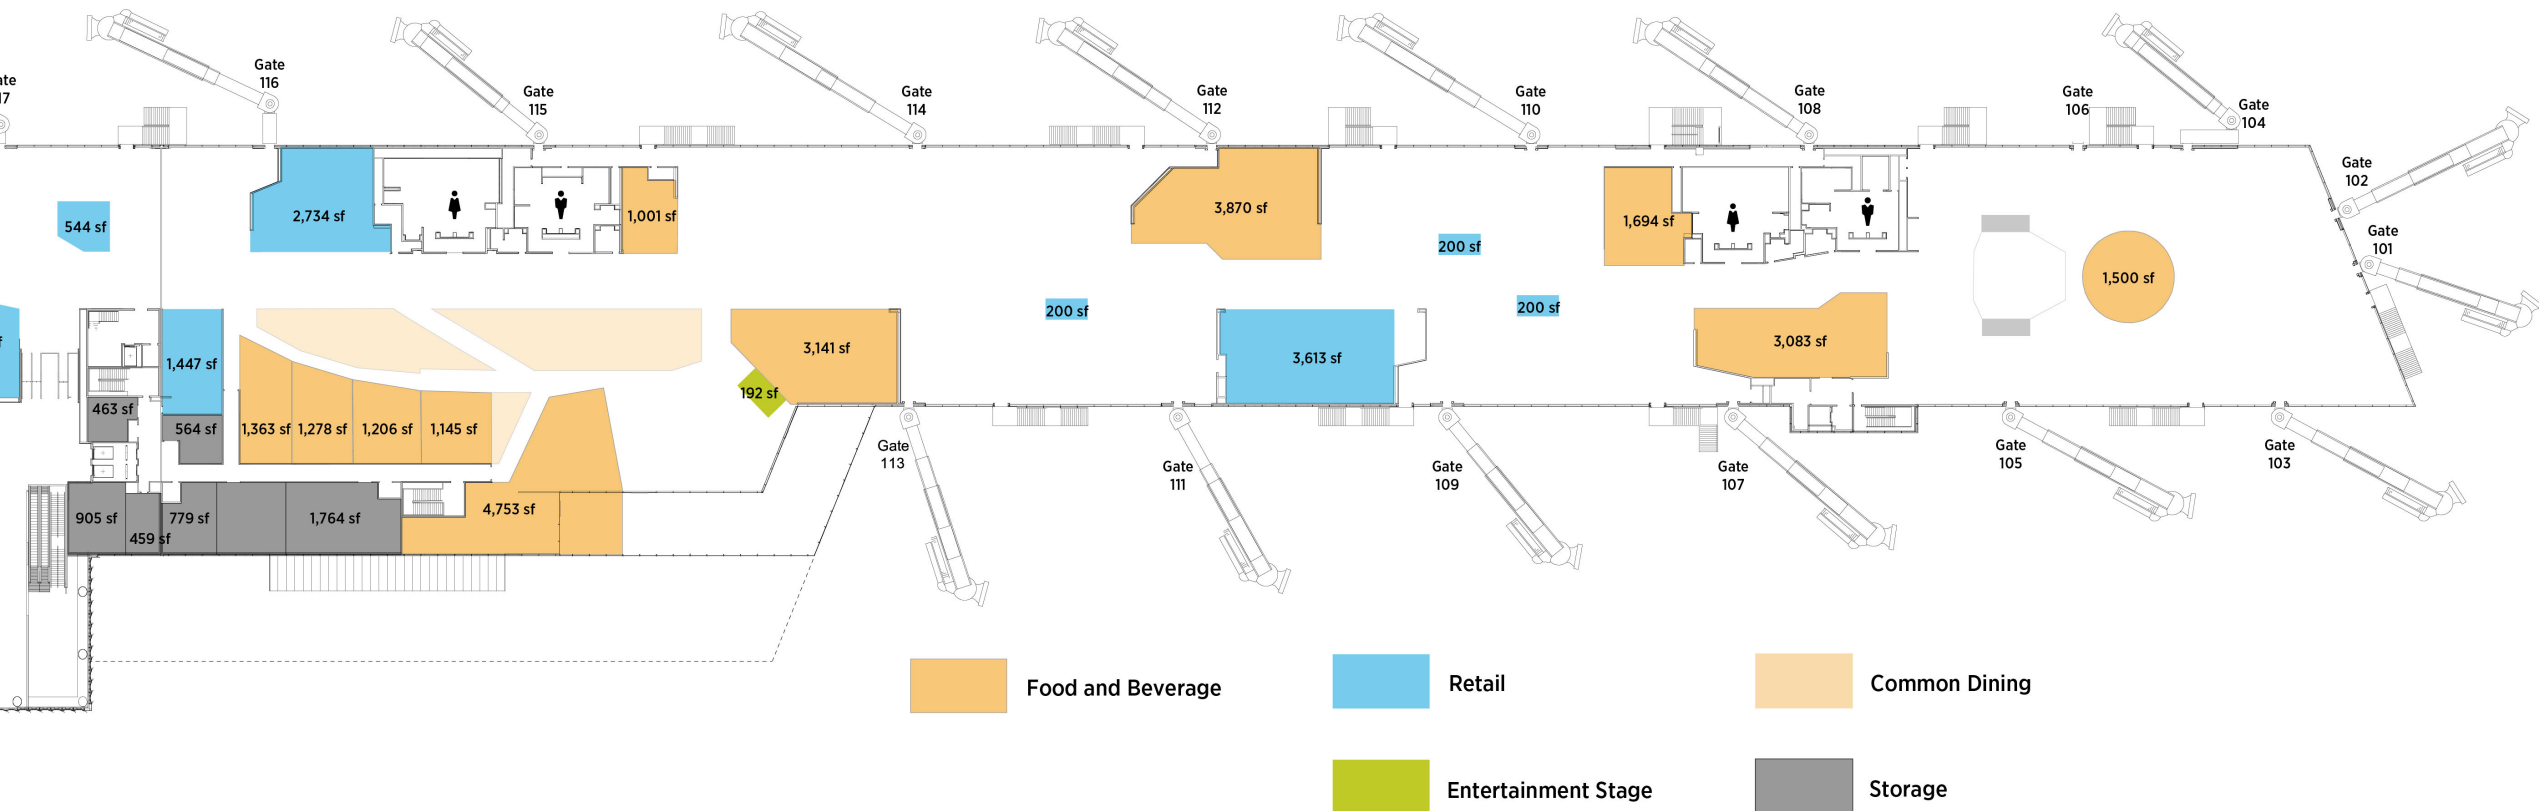 Gate
116
Gate
115
Gate
114
Gate
112
Gate
110
Gate
108
Gate
106
Gate
104
Gate
102
Gate
101
544 sf
2,734 sf
1,001 sf
3,870 sf
200 sf
1,694 sf
1,500 sf
200 sf
200 sf
1,447 sf
3,141 sf
3,613 sf
3,083 sf
192 sf
463 sf
564 sf
1,363 sf
1,278 sf
1,206 sf
1,145 sf
Gate
113
Gate
111
Gate
109
Gate
107
Gate
105
Gate
103
905 sf
459 sf
779 sf
1,764 sf
4,753 sf
Food and Beverage
Retail
Common Dining
Entertainment Stage
Storage